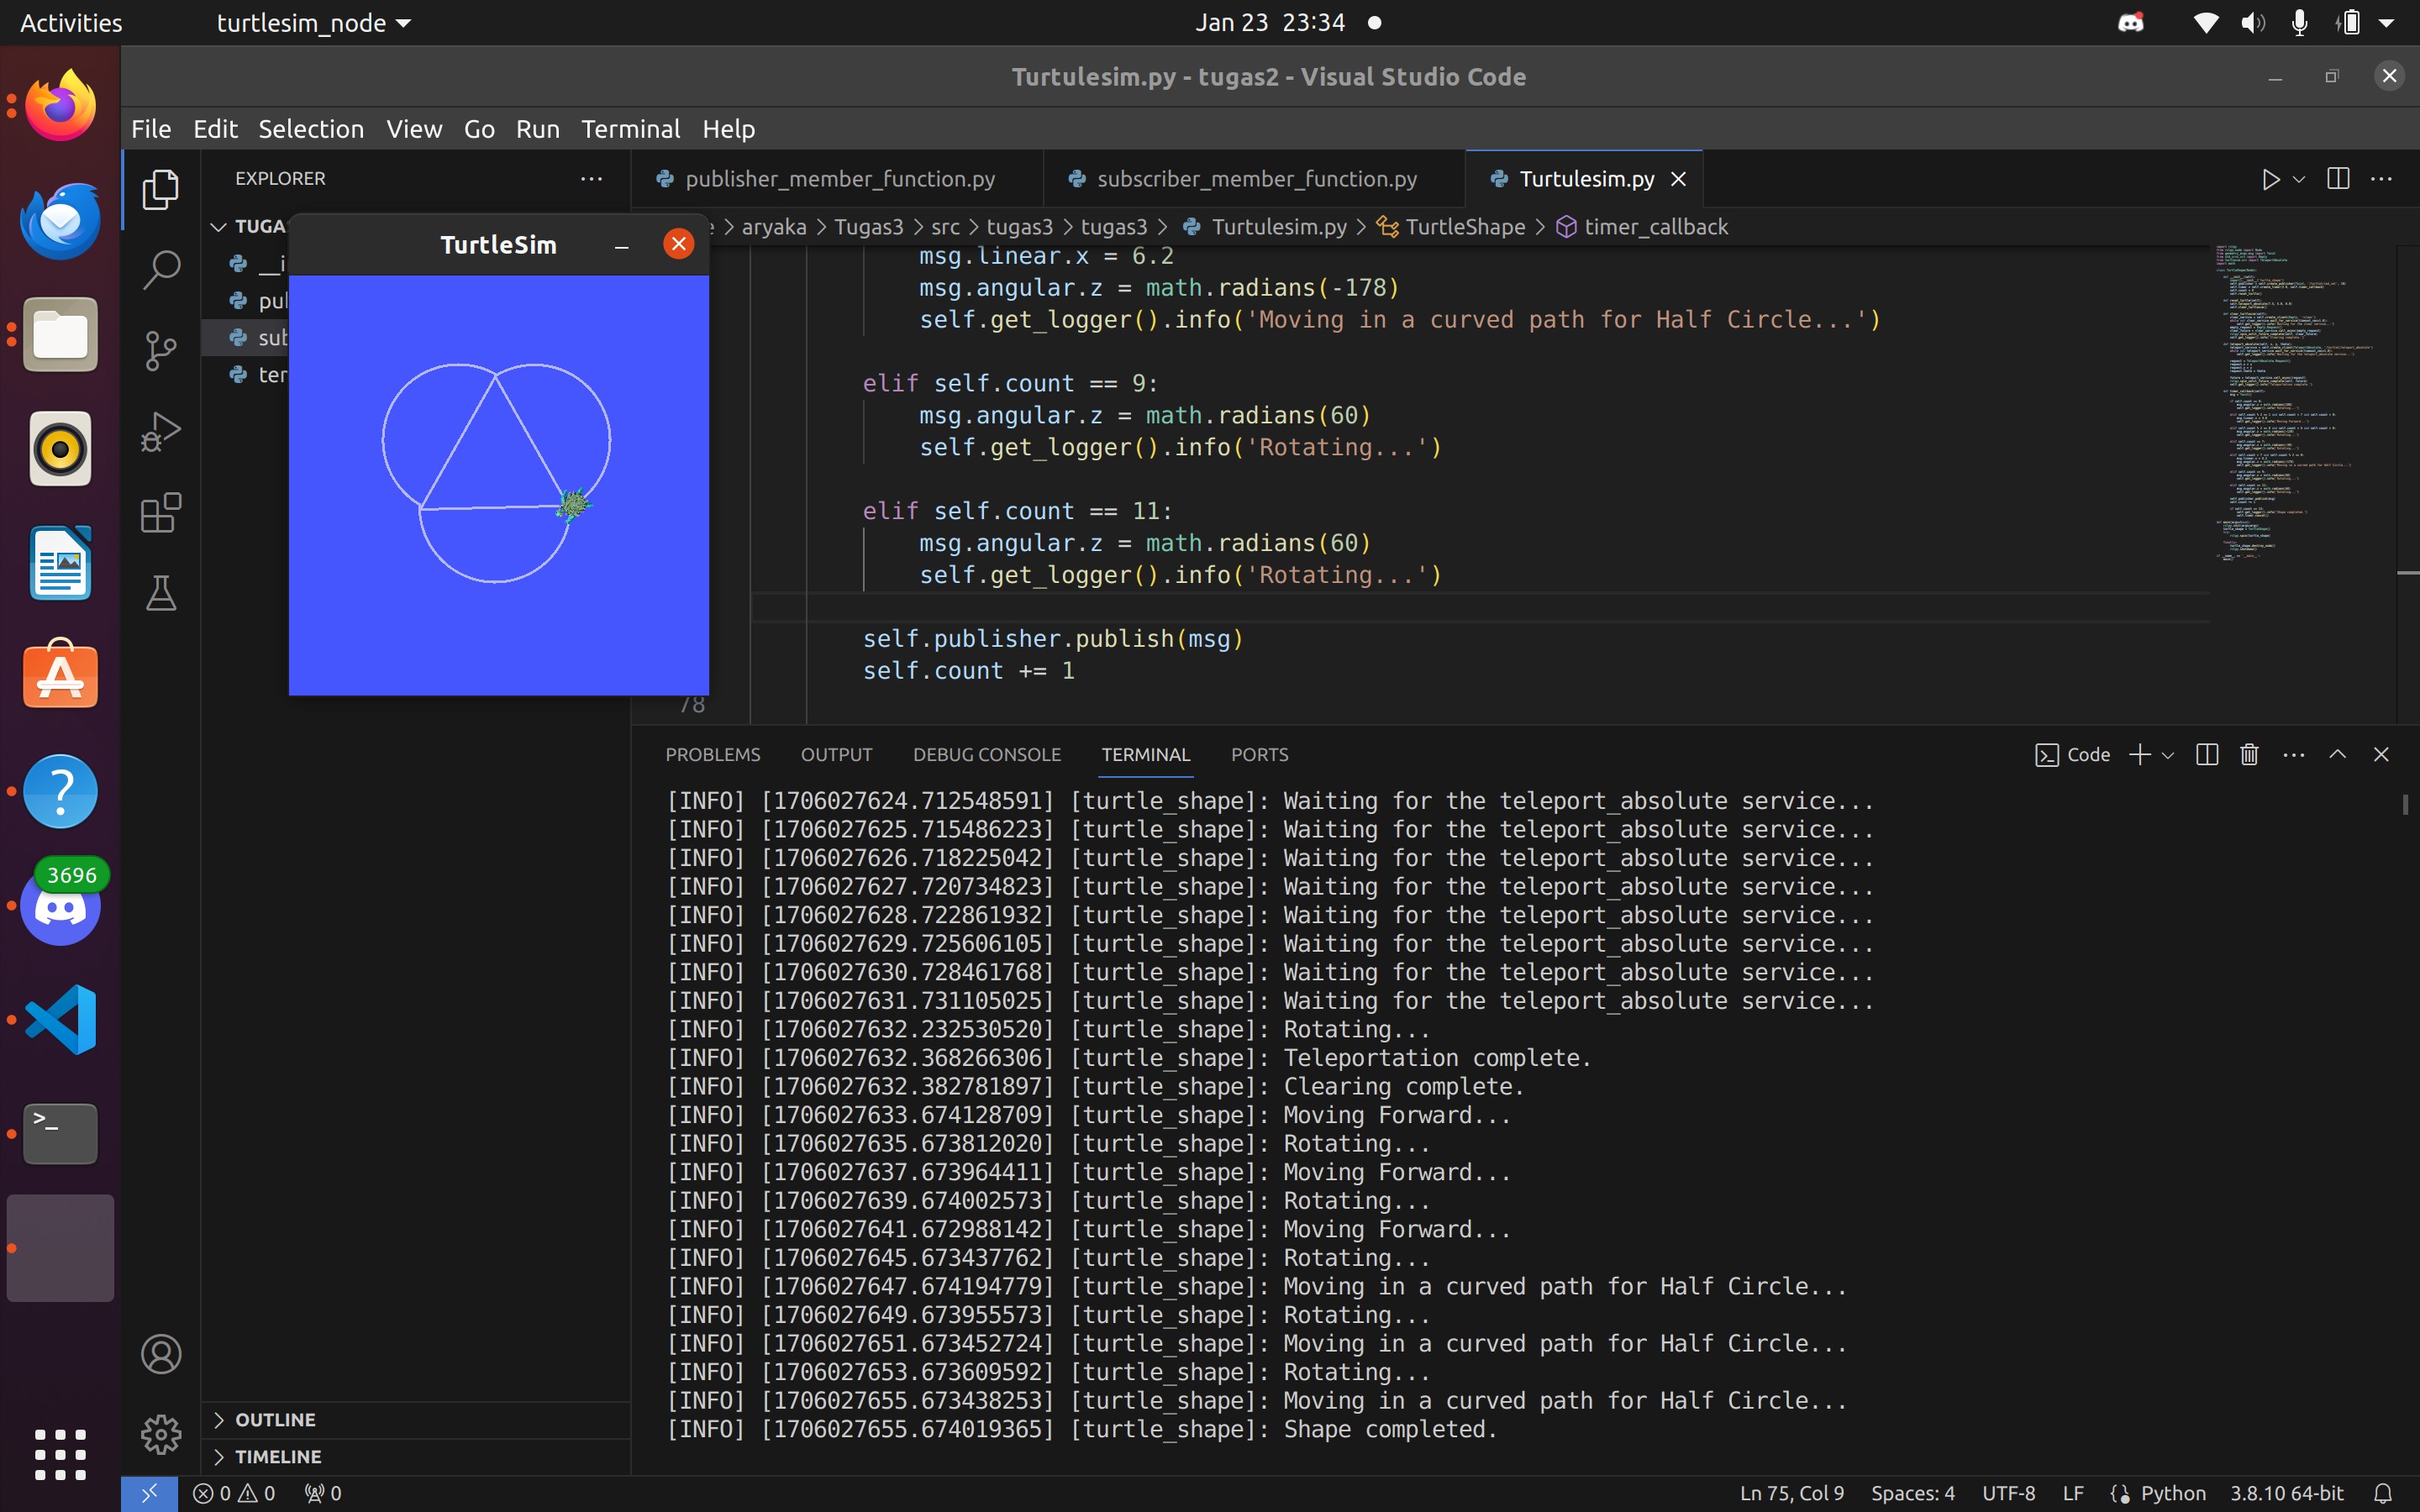 Activities
turtlesim_node
Jan 23 23:34
Turtulesim.py - tugas2 - Visual Studio Code
File Edit Selection View Go Run Terminal Help
EXPLORER
publisher_member_function.py
subscriber_member_function.py
Turtulesim.py
TUGA
TurtleSim
e > aryaka > Tugas3 > src > tugas3 > tugas3 > Turtulesim.py > TurtleShape > timer_callback
__i
pul
sub
ter
msg.linear.x = 6.2
msg.angular.z = math.radians(-178)
self.get_logger().info('Moving in a curved path for Half Circle...')
elif self.count == 9:
msg.angular.z = math.radians(60)
self.get_logger().info('Rotating...')
elif self.count == 11:
msg.angular.z = math.radians(60)
self.get_logger().info('Rotating...')
self.publisher.publish(msg)
self.count += 1
78
PROBLEMS OUTPUT DEBUG CONSOLE TERMINAL PORTS
Code
[INFO] [1706027624.712548591] [turtle_shape]: Waiting for the teleport_absolute service...
[INFO] [1706027625.715486223] [turtle_shape]: Waiting for the teleport_absolute service...
[INFO] [1706027626.718225042] [turtle_shape]: Waiting for the teleport_absolute service...
[INFO] [1706027627.720734823] [turtle_shape]: Waiting for the teleport_absolute service...
[INFO] [1706027628.722861932] [turtle_shape]: Waiting for the teleport_absolute service...
[INFO] [1706027629.725606105] [turtle_shape]: Waiting for the teleport_absolute service...
[INFO] [1706027630.728461768] [turtle_shape]: Waiting for the teleport_absolute service...
[INFO] [1706027631.731105025] [turtle_shape]: Waiting for the teleport_absolute service...
[INFO] [1706027632.232530520] [turtle_shape]: Rotating...
[INFO] [1706027632.368266306] [turtle_shape]: Teleportation complete.
[INFO] [1706027632.382781897] [turtle_shape]: Clearing complete.
[INFO] [1706027633.674128709] [turtle_shape]: Moving Forward...
[INFO] [1706027635.673812020] [turtle_shape]: Rotating...
[INFO] [1706027637.673964411] [turtle_shape]: Moving Forward...
[INFO] [1706027639.674002573] [turtle_shape]: Rotating...
[INFO] [1706027641.672988142] [turtle_shape]: Moving Forward...
[INFO] [1706027645.673437762] [turtle_shape]: Rotating...
[INFO] [1706027647.674194779] [turtle_shape]: Moving in a curved path for Half Circle...
[INFO] [1706027649.673955573] [turtle_shape]: Rotating...
[INFO] [1706027651.673452724] [turtle_shape]: Moving in a curved path for Half Circle...
[INFO] [1706027653.673609592] [turtle_shape]: Rotating...
[INFO] [1706027655.673438253] [turtle_shape]: Moving in a curved path for Half Circle...
[INFO] [1706027655.674019365] [turtle_shape]: Shape completed.
3696
OUTLINE
TIMELINE
0 0 0
Ln 75, Col 9 Spaces: 4 UTF-8 LF Python 3.8.10 64-bit